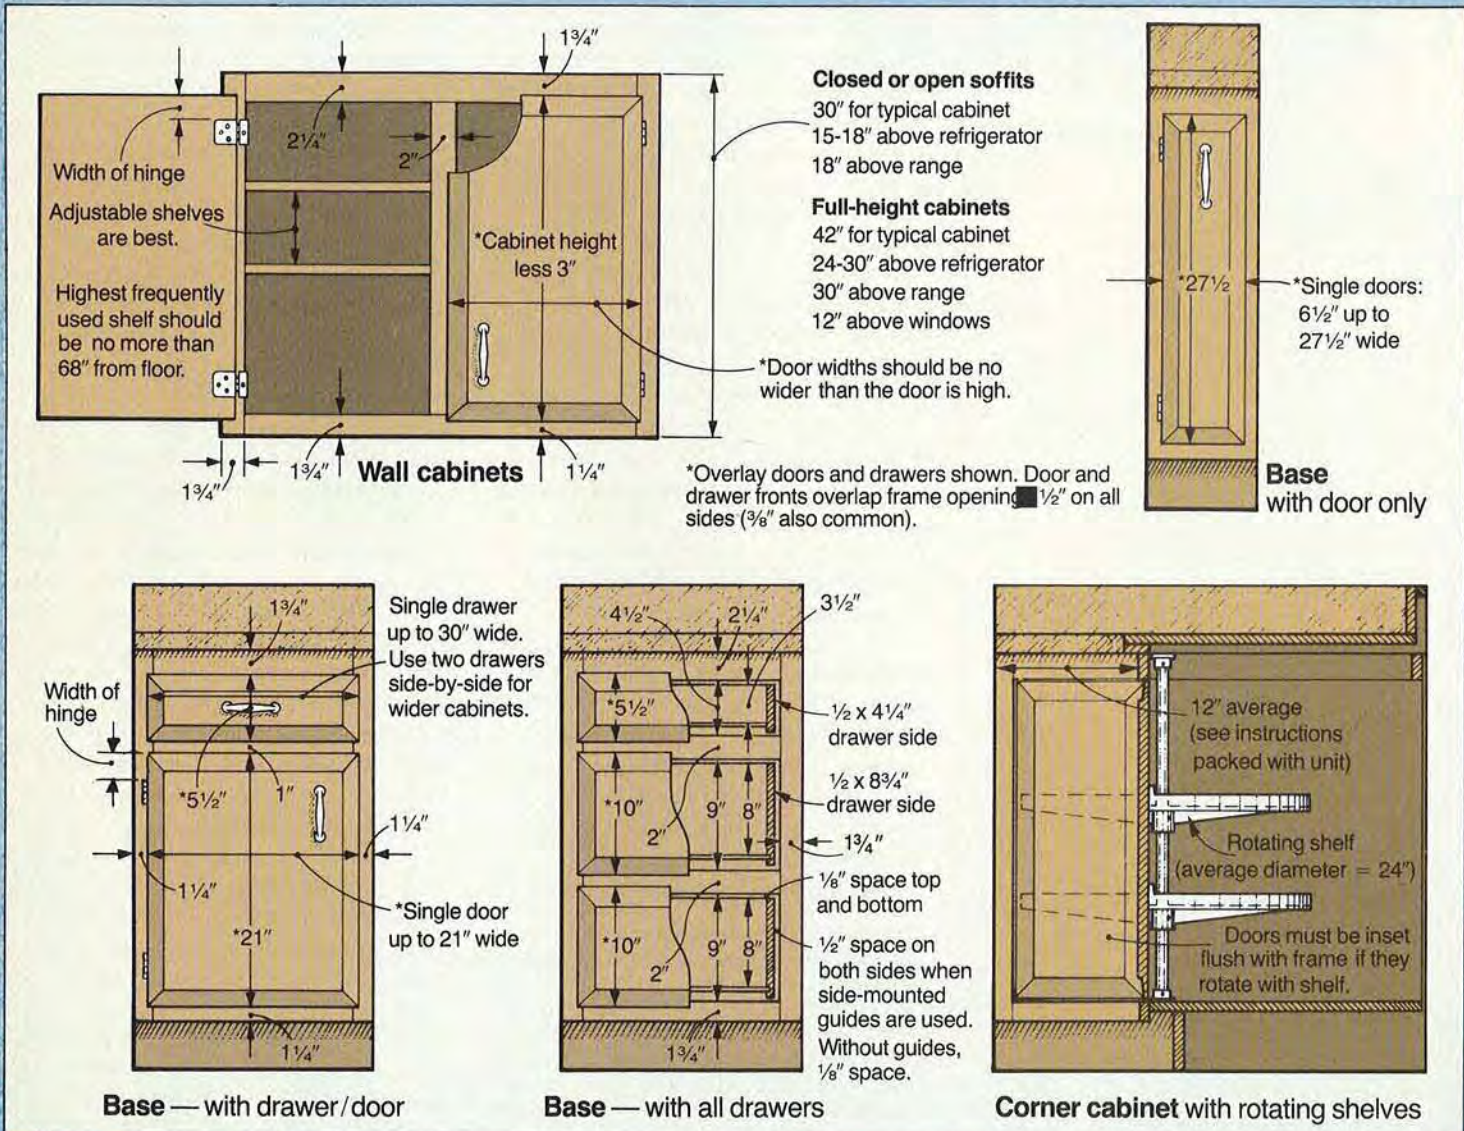 1¾″
2¼″
2″
Width of hinge
Adjustable shelves
are best.
Highest frequently
used shelf should
be no more than
68″ from floor.
*Cabinet height
less 3″
1¾″
1¾″
Wall cabinets
1¼″
Closed or open soffits
30″ for typical cabinet
15-18″ above refrigerator
18″ above range
Full-height cabinets
42″ for typical cabinet
24-30″ above refrigerator
30″ above range
12″ above windows
*Door widths should be no
wider than the door is high.
*Overlay doors and drawers shown. Door and
drawer fronts overlap frame opening ½″ on all
sides (⅜″ also common).
*27½
*Single doors:
6½″ up to
27½″ wide
Base
with door only
1¾″
Single drawer
up to 30″ wide.
Use two drawers
side-by-side for
wider cabinets.
Width of
hinge
*5½″
1″
1¼″
1¼″
*21″
*Single door
up to 21″ wide
1¼″
Base — with drawer/door
4½″
2¼″
3½″
*5½″
½ x 4¼″
drawer side
½ x 8¾″
drawer side
*10″
2″
9″
8″
1¾″
⅛″ space top
and bottom
*10″
2″
9″
8″
½″ space on
both sides when
side-mounted
guides are used.
Without guides,
⅛″ space.
1¾″
Base — with all drawers
12″ average
(see instructions
packed with unit)
Rotating shelf
(average diameter = 24″)
Doors must be inset
flush with frame if they
rotate with shelf.
Corner cabinet with rotating shelves